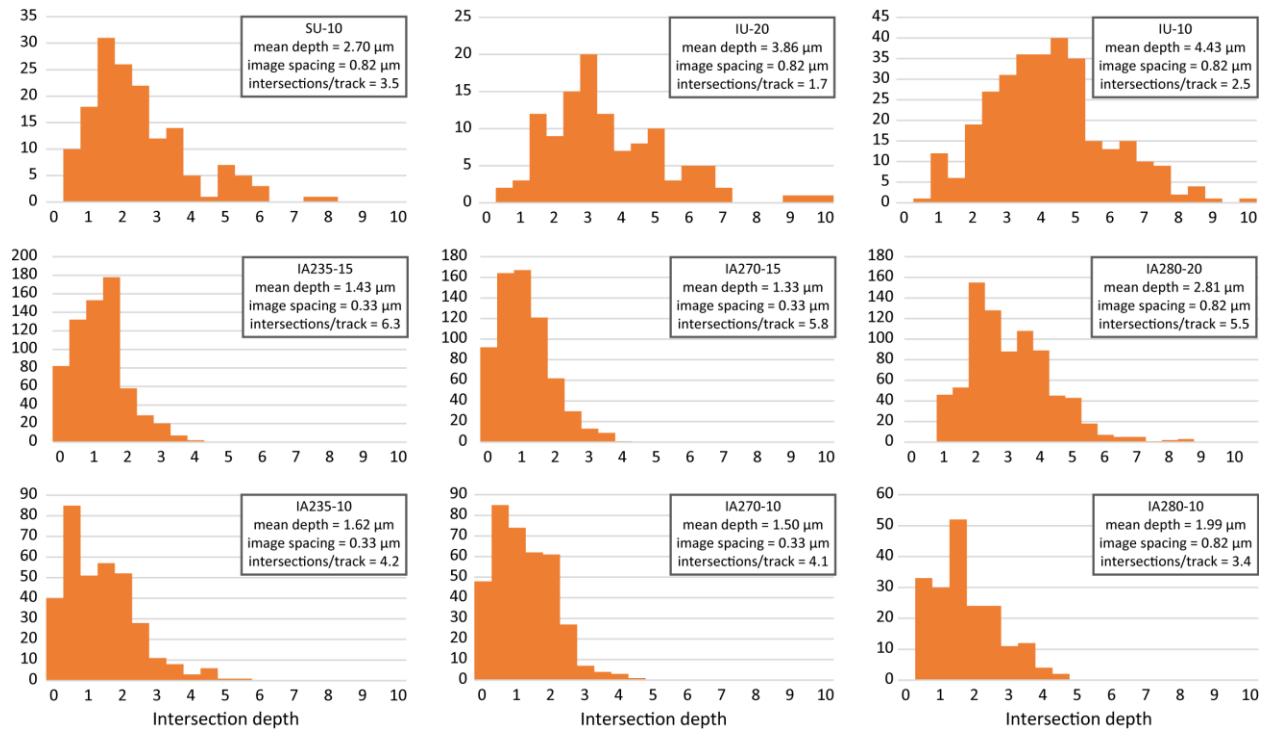 SU-10
mean depth = 2.70 µm
image spacing = 0.82 µm
intersections/track = 3.5
35
30
25
20
15
10
5
0
0 1 2 3 4 5 6 7 8 9 10
IU-20
mean depth = 3.86 µm
image spacing = 0.82 µm
intersections/track = 1.7
25
20
15
10
5
0
0 1 2 3 4 5 6 7 8 9 10
IU-10
mean depth = 4.43 µm
image spacing = 0.82 µm
intersections/track = 2.5
45
40
35
30
25
20
15
10
5
0
0 1 2 3 4 5 6 7 8 9 10
IA235-15
mean depth = 1.43 µm
image spacing = 0.33 µm
intersections/track = 6.3
200
180
160
140
120
100
80
60
40
20
0
0 1 2 3 4 5 6 7 8 9 10
IA270-15
mean depth = 1.33 µm
image spacing = 0.33 µm
intersections/track = 5.8
180
160
140
120
100
80
60
40
20
0
0 1 2 3 4 5 6 7 8 9 10
IA280-20
mean depth = 2.81 µm
image spacing = 0.82 µm
intersections/track = 5.5
180
160
140
120
100
80
60
40
20
0
0 1 2 3 4 5 6 7 8 9 10
IA235-10
mean depth = 1.62 µm
image spacing = 0.33 µm
intersections/track = 4.2
90
80
70
60
50
40
30
20
10
0
0 1 2 3 4 5 6 7 8 9 10
Intersection depth
IA270-10
mean depth = 1.50 µm
image spacing = 0.33 µm
intersections/track = 4.1
90
80
70
60
50
40
30
20
10
0
0 1 2 3 4 5 6 7 8 9 10
Intersection depth
IA280-10
mean depth = 1.99 µm
image spacing = 0.82 µm
intersections/track = 3.4
60
50
40
30
20
10
0
0 1 2 3 4 5 6 7 8 9 10
Intersection depth